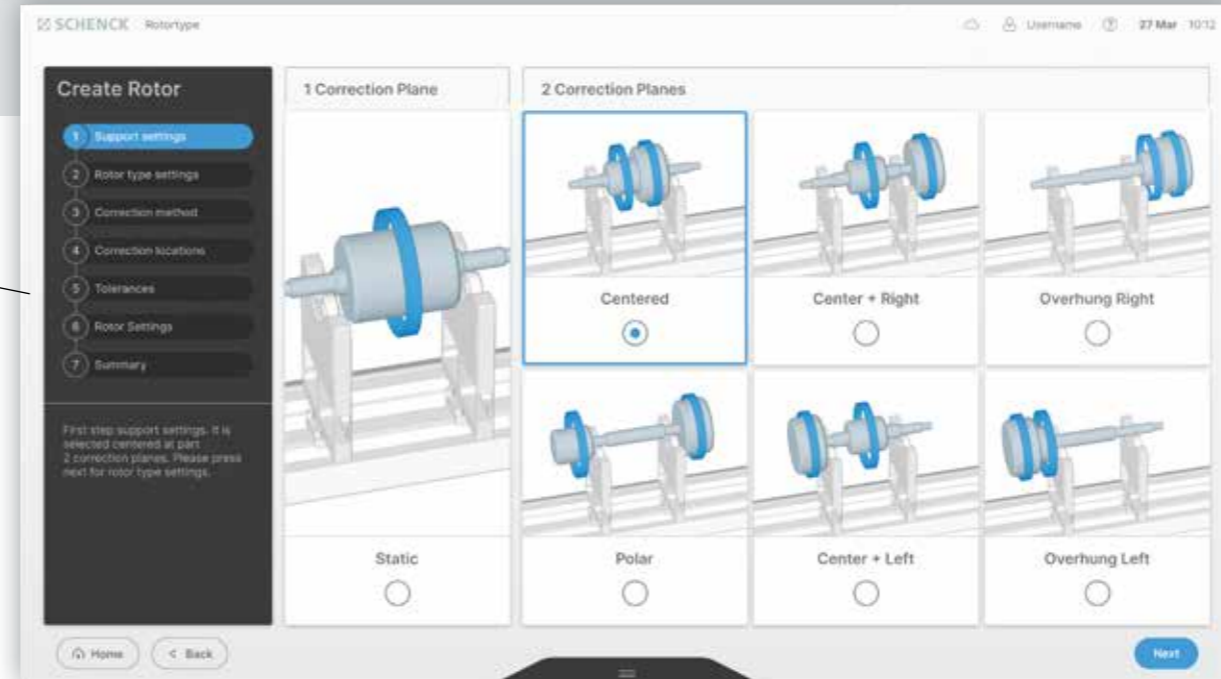 SCHENCK Rotortype
Username ? 27 Mar 10:12
Create Rotor
1 Support settings
2 Rotor type settings
3 Correction method
4 Correction locations
5 Tolerances
6 Rotor Settings
7 Summary
First step support settings. It is
selected centered at part
2 correction planes. Please press
next for rotor type settings.
1 Correction Plane
2 Correction Planes
Centered
Center + Right
Overhung Right
Static
Polar
Center + Left
Overhung Left
Home
< Back
Next